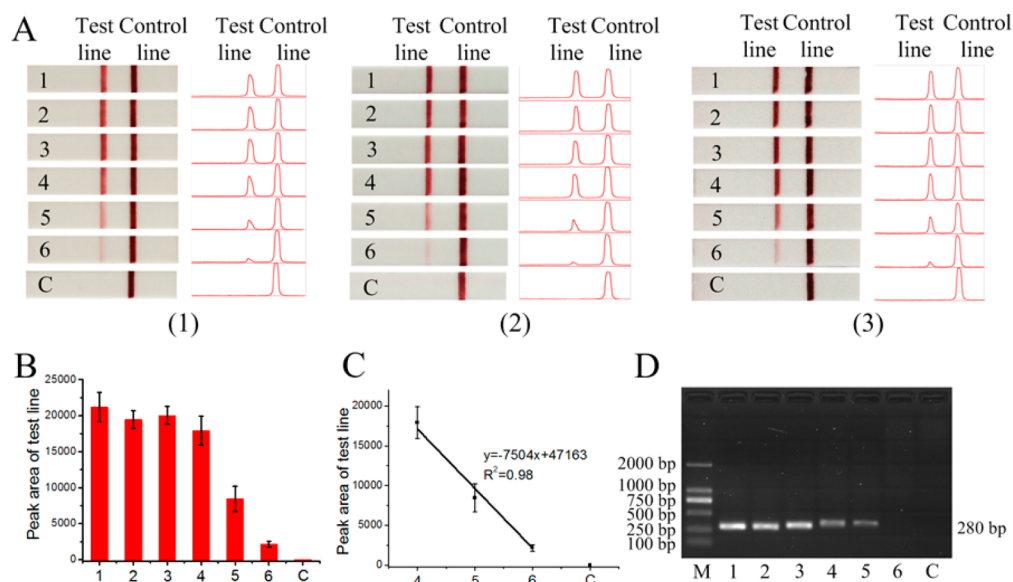 A
Test Control
line line
Test Control
line line
Test Control
line line
1
2
3
4
5
6
C
(1)
Test Control
line line
Test Control
line line
1
2
3
4
5
6
C
(2)
Test Control
line line
1
2
3
4
5
6
C
(3)
B
Peak area of test line
25000
20000
15000
10000
5000
0
1 2 3 4 5 6 C
C
Peak area of test line
20000
15000
10000
5000
0
y=-7504x+47163
R²=0.98
4 5 6 C
D
2000 bp
1000 bp
750 bp
500 bp
250 bp
100 bp
280 bp
M 1 2 3 4 5 6 C